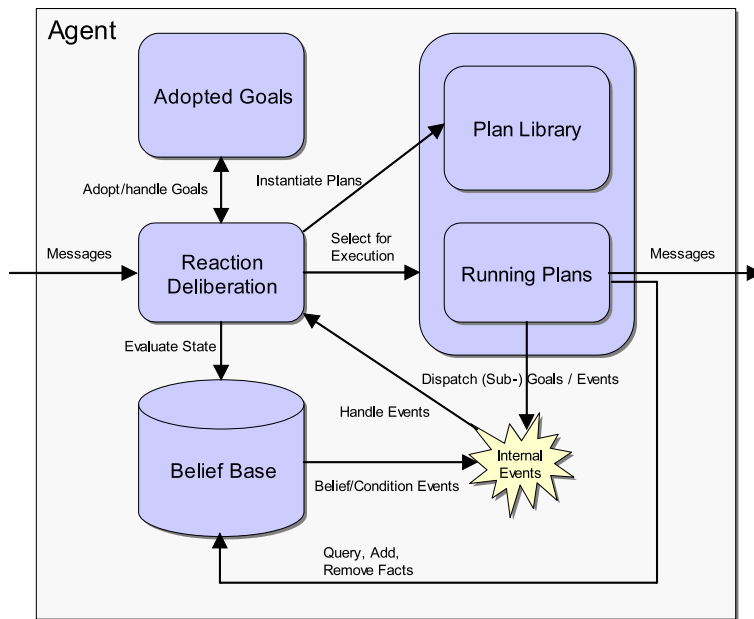 Agent
Adopted Goals
Plan Library
Adopt/handle Goals
Instantiate Plans
Messages
Reaction
Deliberation
Select for
Execution
Running Plans
Messages
Evaluate State
Dispatch (Sub-) Goals / Events
Handle Events
Belief Base
Internal
Events
Belief/Condition Events
Query, Add,
Remove Facts